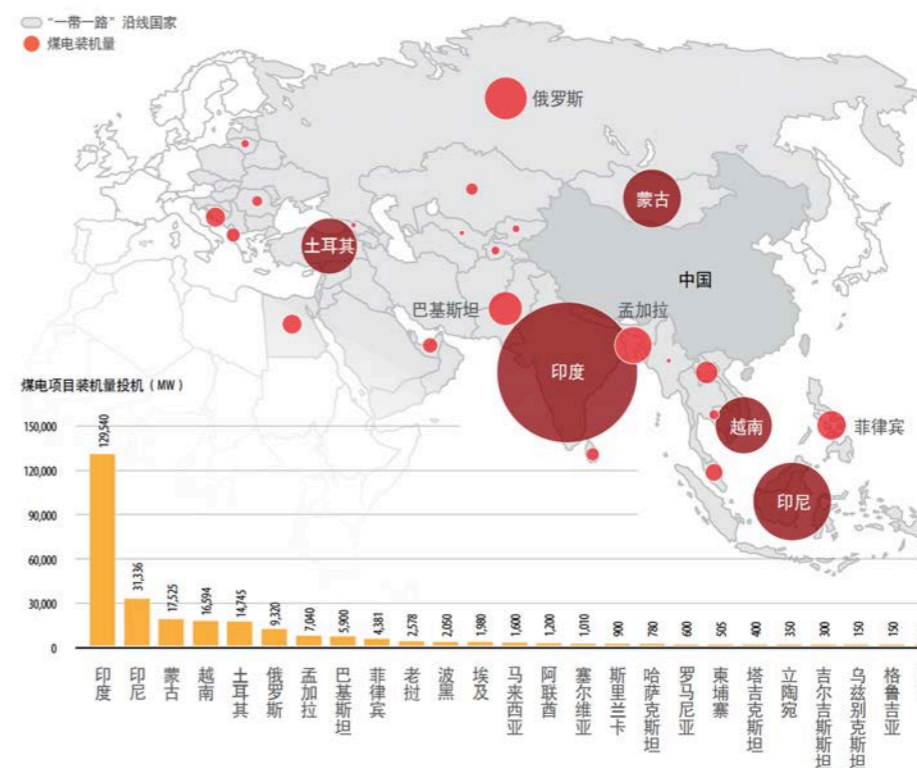 “一带一路”沿线国家
煤电装机量
俄罗斯
蒙古
土耳其
中国
巴基斯坦
孟加拉
印度
越南
菲律宾
印尼
煤电项目装机量投机（MW）
150,000
120,000
90,000
60,000
30,000
0
129,540
31,336
17,525
16,594
14,745
9,320
7,040
5,900
4,381
2,578
2,050
1,980
1,600
1,200
1,010
900
780
600
505
400
350
300
150
150
印度
印尼
蒙古
越南
土耳其
俄罗斯
孟加拉
巴基斯坦
菲律宾
老挝
波黑
埃及
马来西亚
阿联酋
塞尔维亚
斯里兰卡
哈萨克斯坦
罗马尼亚
柬埔寨
塔吉克斯坦
立陶宛
吉尔吉斯斯坦
乌兹别克斯坦
格鲁吉亚